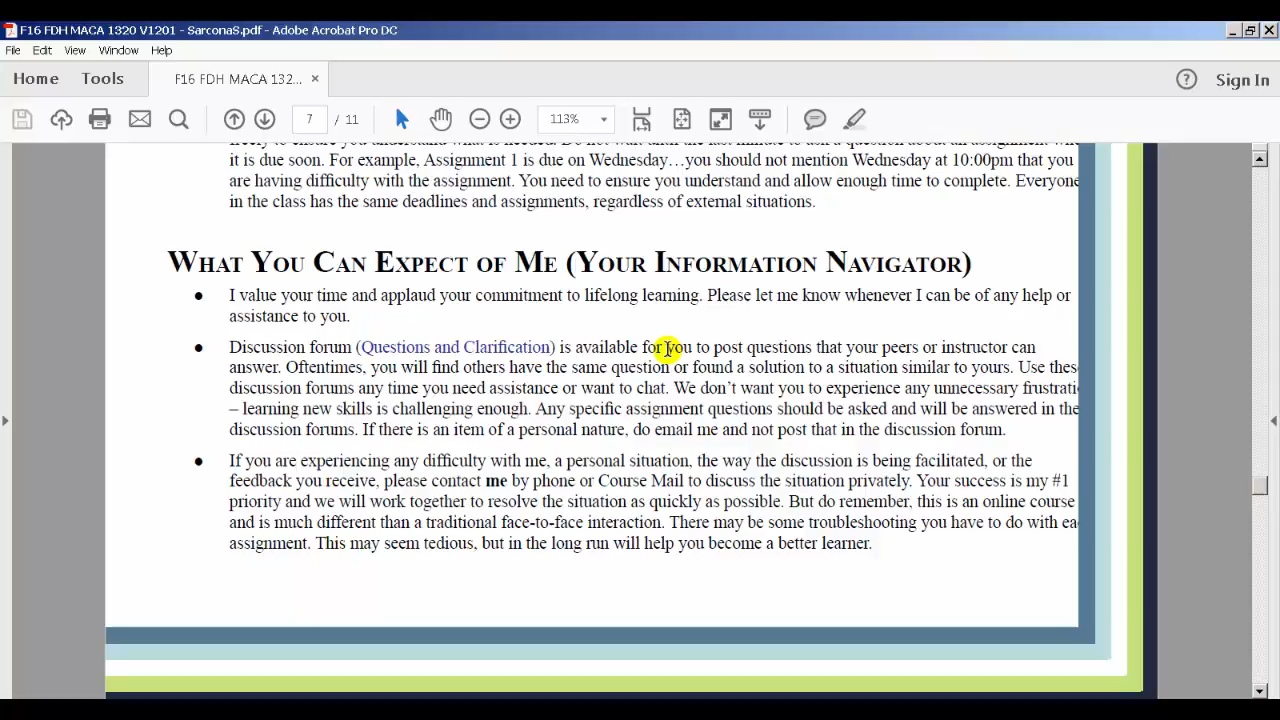 F16 FDH MACA 1320 V1201 - SarconaS.pdf - Adobe Acrobat Pro DC
File Edit View Window Help
Home Tools F16 FDH MACA 132... × ? Sign In
7 / 11 113%
it is due soon. For example, Assignment 1 is due on Wednesday…you should not mention Wednesday at 10:00pm that you
are having difficulty with the assignment. You need to ensure you understand and allow enough time to complete. Everyone
in the class has the same deadlines and assignments, regardless of external situations.
WHAT YOU CAN EXPECT OF ME (YOUR INFORMATION NAVIGATOR)
● I value your time and applaud your commitment to lifelong learning. Please let me know whenever I can be of any help or
assistance to you.
● Discussion forum (Questions and Clarification) is available for you to post questions that your peers or instructor can
answer. Oftentimes, you will find others have the same question or found a solution to a situation similar to yours. Use thes
discussion forums any time you need assistance or want to chat. We don’t want you to experience any unnecessary frustrati
– learning new skills is challenging enough. Any specific assignment questions should be asked and will be answered in the
discussion forums. If there is an item of a personal nature, do email me and not post that in the discussion forum.
● If you are experiencing any difficulty with me, a personal situation, the way the discussion is being facilitated, or the
feedback you receive, please contact me by phone or Course Mail to discuss the situation privately. Your success is my #1
priority and we will work together to resolve the situation as quickly as possible. But do remember, this is an online course
and is much different than a traditional face-to-face interaction. There may be some troubleshooting you have to do with ea
assignment. This may seem tedious, but in the long run will help you become a better learner.